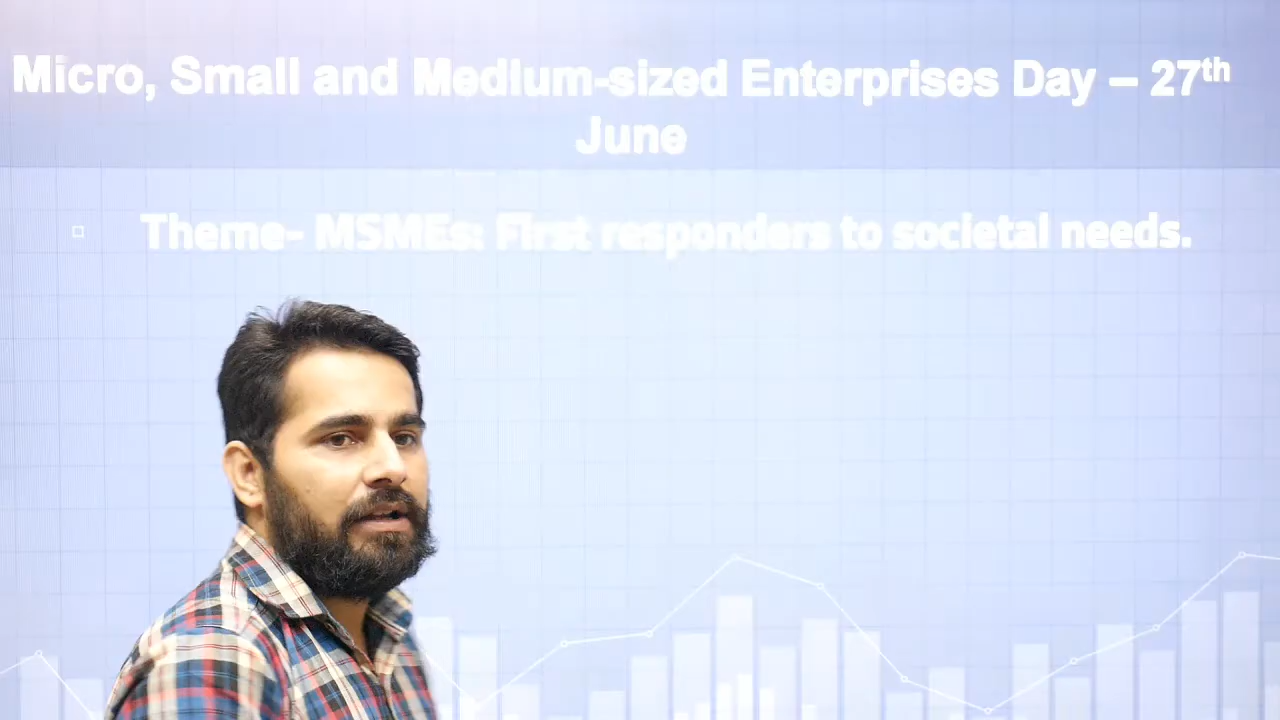 Micro, Small and Medium-sized Enterprises Day – 27th
June
Theme- MSMEs: First responders to societal needs.